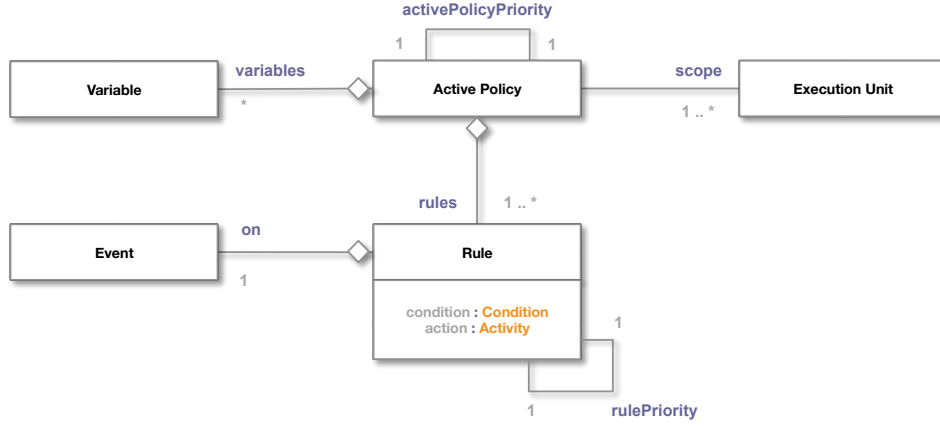 activePolicyPriority
1 1
variables scope
Variable Active Policy Execution Unit
* 1 .. *
rules 1 .. *
on
Event Rule
1
condition : Condition
action : Activity
1
1 rulePriority